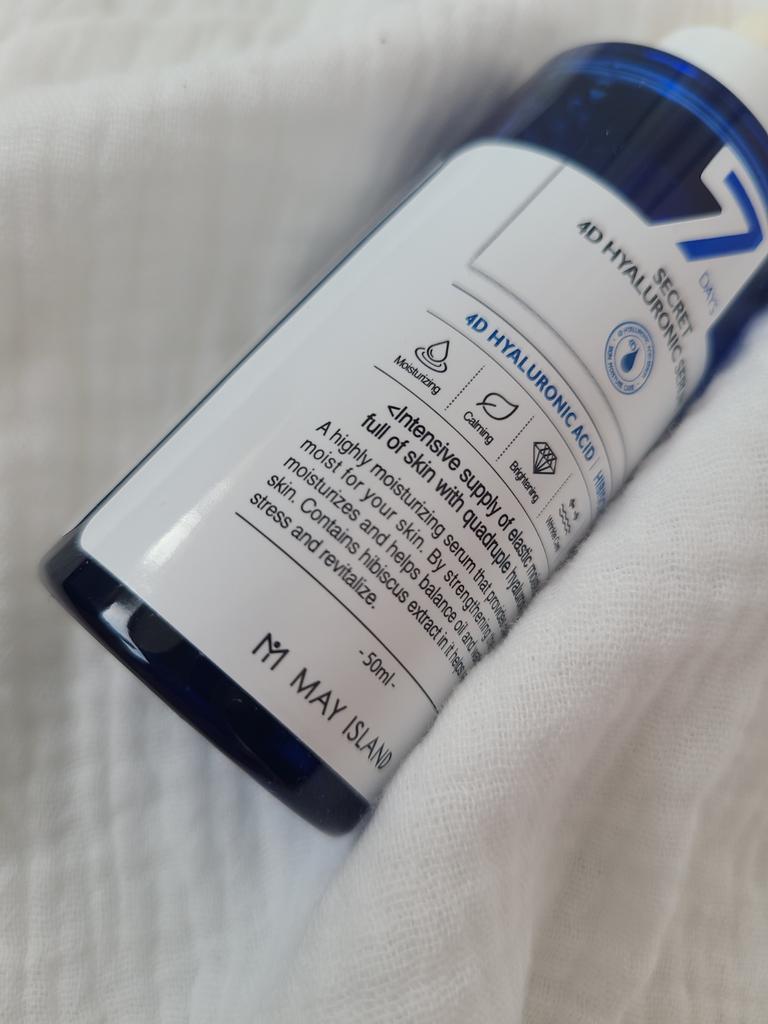 7
DAYS
SECRET
4D HYALURONIC
4D HYALURONIC ACID |
Moisturizing
Calming
Brightening
<Intensive supply of elastic
full of skin with quadruple
A highly moisturizing serum that
moist for your skin. By strengthening
moisturizes and helps balance oil and
skin. Contains hibiscus extract in it helps
stress and revitalize.
-50ml-
MAY ISLAND